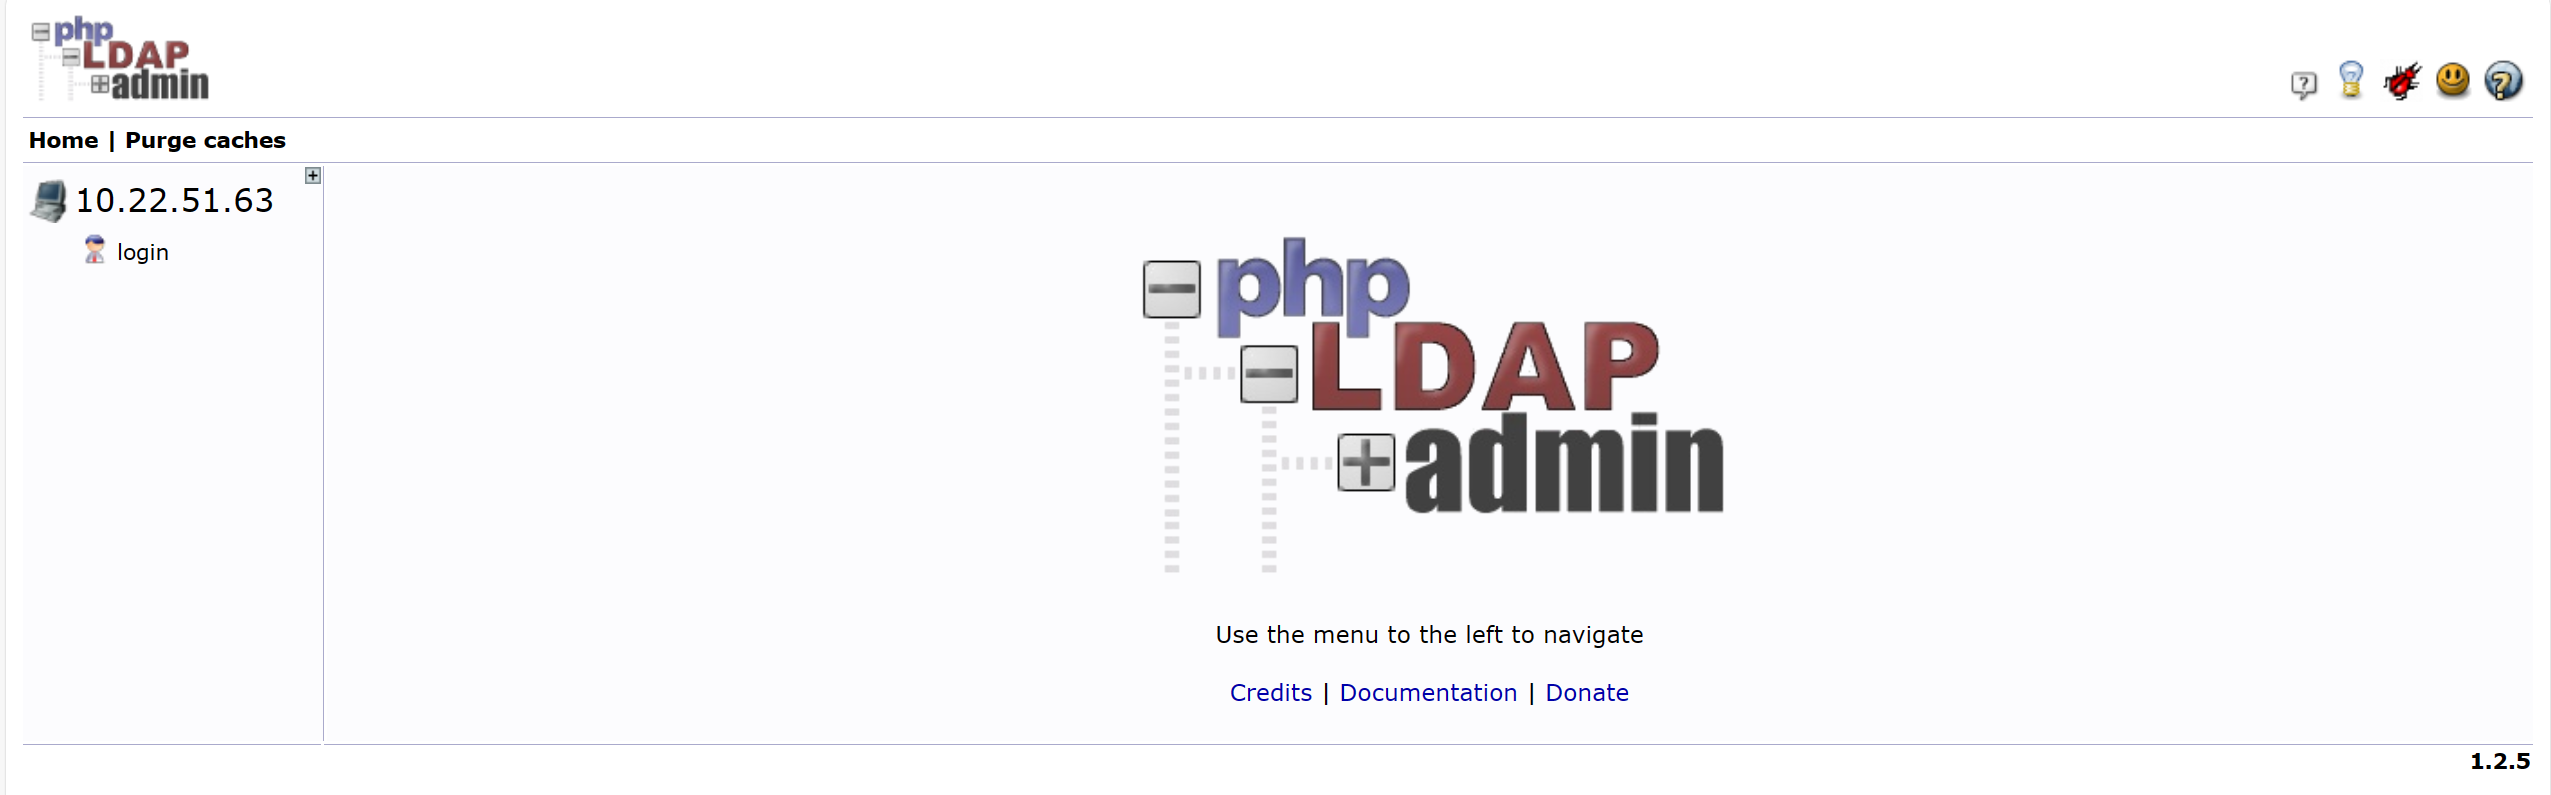 php
LDAP
admin
Home | Purge caches
10.22.51.63
login
php
LDAP
admin
Use the menu to the left to navigate
Credits | Documentation | Donate
1.2.5